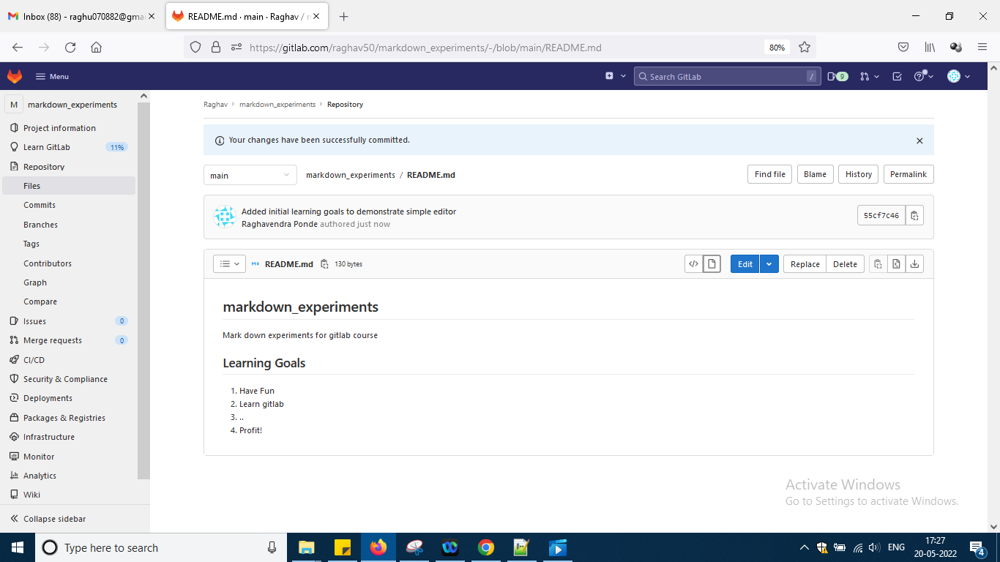 Inbox (88) - raghu070882@gmai
README.md · main · Raghav /
https://gitlab.com/raghav50/markdown_experiments/-/blob/main/README.md
80%
Menu
Search GitLab
/
9
M
markdown_experiments
Project information
Learn GitLab
11%
Repository
Files
Commits
Branches
Tags
Contributors
Graph
Compare
Issues
0
Merge requests
0
CI/CD
Security & Compliance
Deployments
Packages & Registries
Infrastructure
Monitor
Analytics
Wiki
Collapse sidebar
Raghav > markdown_experiments > Repository
Your changes have been successfully committed.
main
markdown_experiments / README.md
Find file
Blame
History
Permalink
Added initial learning goals to demonstrate simple editor
Raghavendra Ponde authored just now
55cf7c46
README.md
130 bytes
</>
Edit
Replace
Delete
markdown_experiments
Mark down experiments for gitlab course
Learning Goals
1. Have Fun
2. Learn gitlab
3. ..
4. Profit!
Activate Windows
Go to Settings to activate Windows.
Type here to search
ENG
17:27
20-05-2022
4